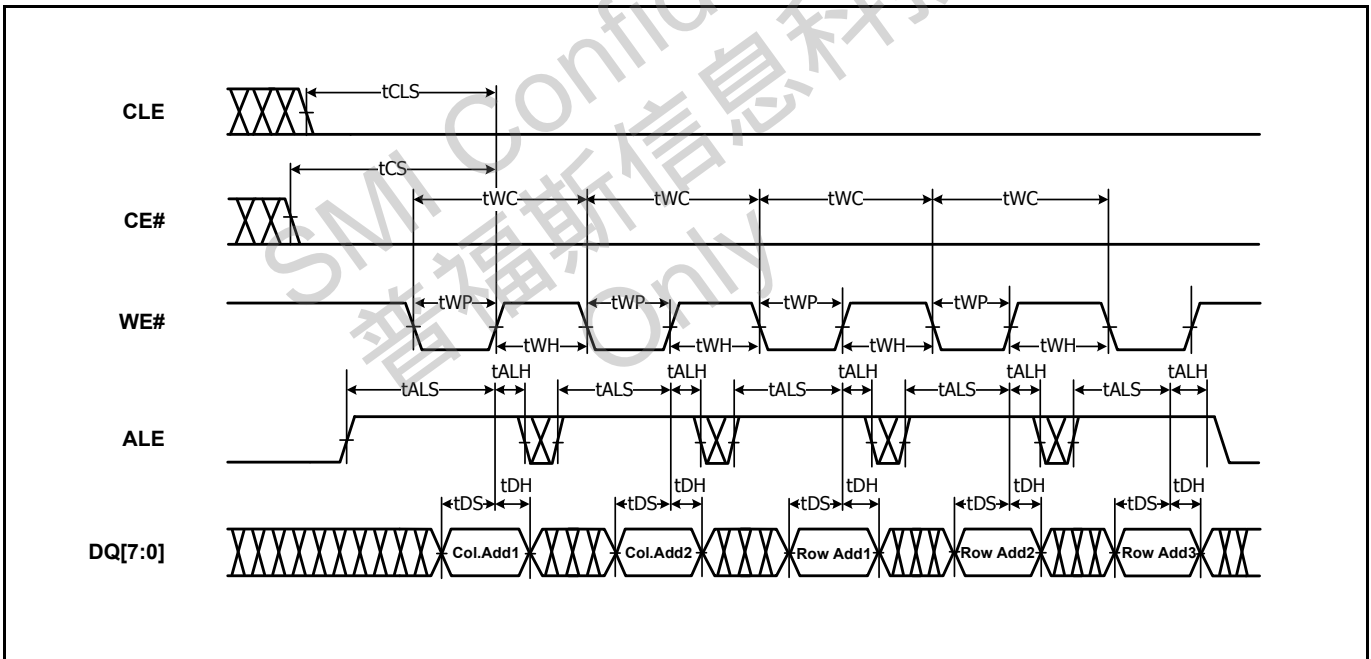 SMI Confid
普福斯信息科
Only
CLE
tCLS
CE#
tCS
tWC tWC tWC tWC
WE#
tWP tWP tWP tWP
tWH tWH tWH tWH
ALE
tALS tALH tALS tALH tALS tALH tALS tALH tALS tALH
DQ[7:0]
tDS tDH tDS tDH tDS tDH tDS tDH tDS tDH
Col.Add1 Col.Add2 Row Add1 Row Add2 Row Add3